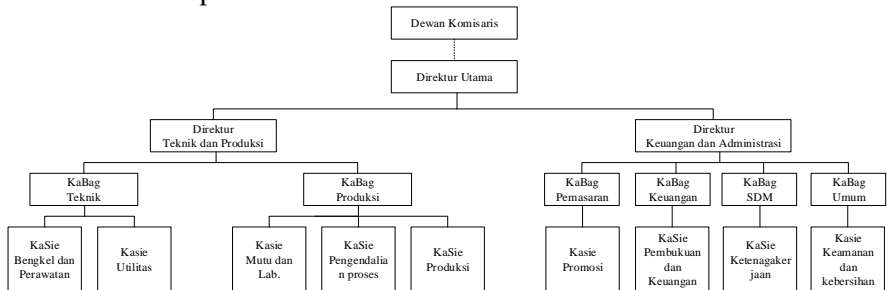 Dewan Komisaris
Direktur Utama
Direktur
Teknik dan Produksi
Direktur
Keuangan dan Administrasi
KaBag
Teknik
KaBag
Produksi
KaBag
Pemasaran
KaBag
Keuangan
KaBag
SDM
KaBag
Umum
KaSie
Bengkel dan
Perawatan
Kasie
Utilitas
Kasie
Mutu dan
Lab.
KaSie
Pengendalia
n proses
KaSie
Produksi
Kasie
Promosi
KaSie
Pembukuan
dan
Keuangan
KaSie
Ketenagaker
jaan
Kasie
Keamanan
dan
kebersihan